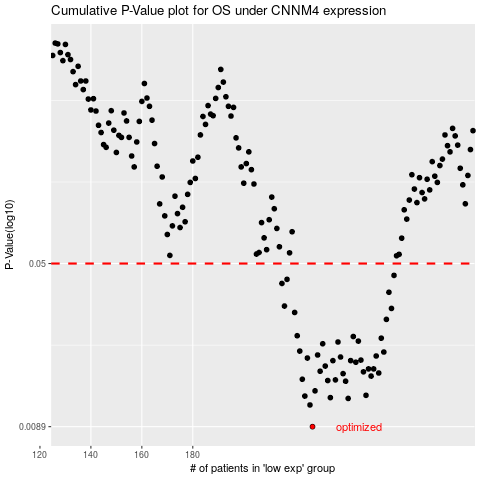 Cumulative P-Value plot for OS under CNNM4 expression
P-Value(log10)
0.05
0.0089
optimized
120 140 160 180
# of patients in 'low exp' group